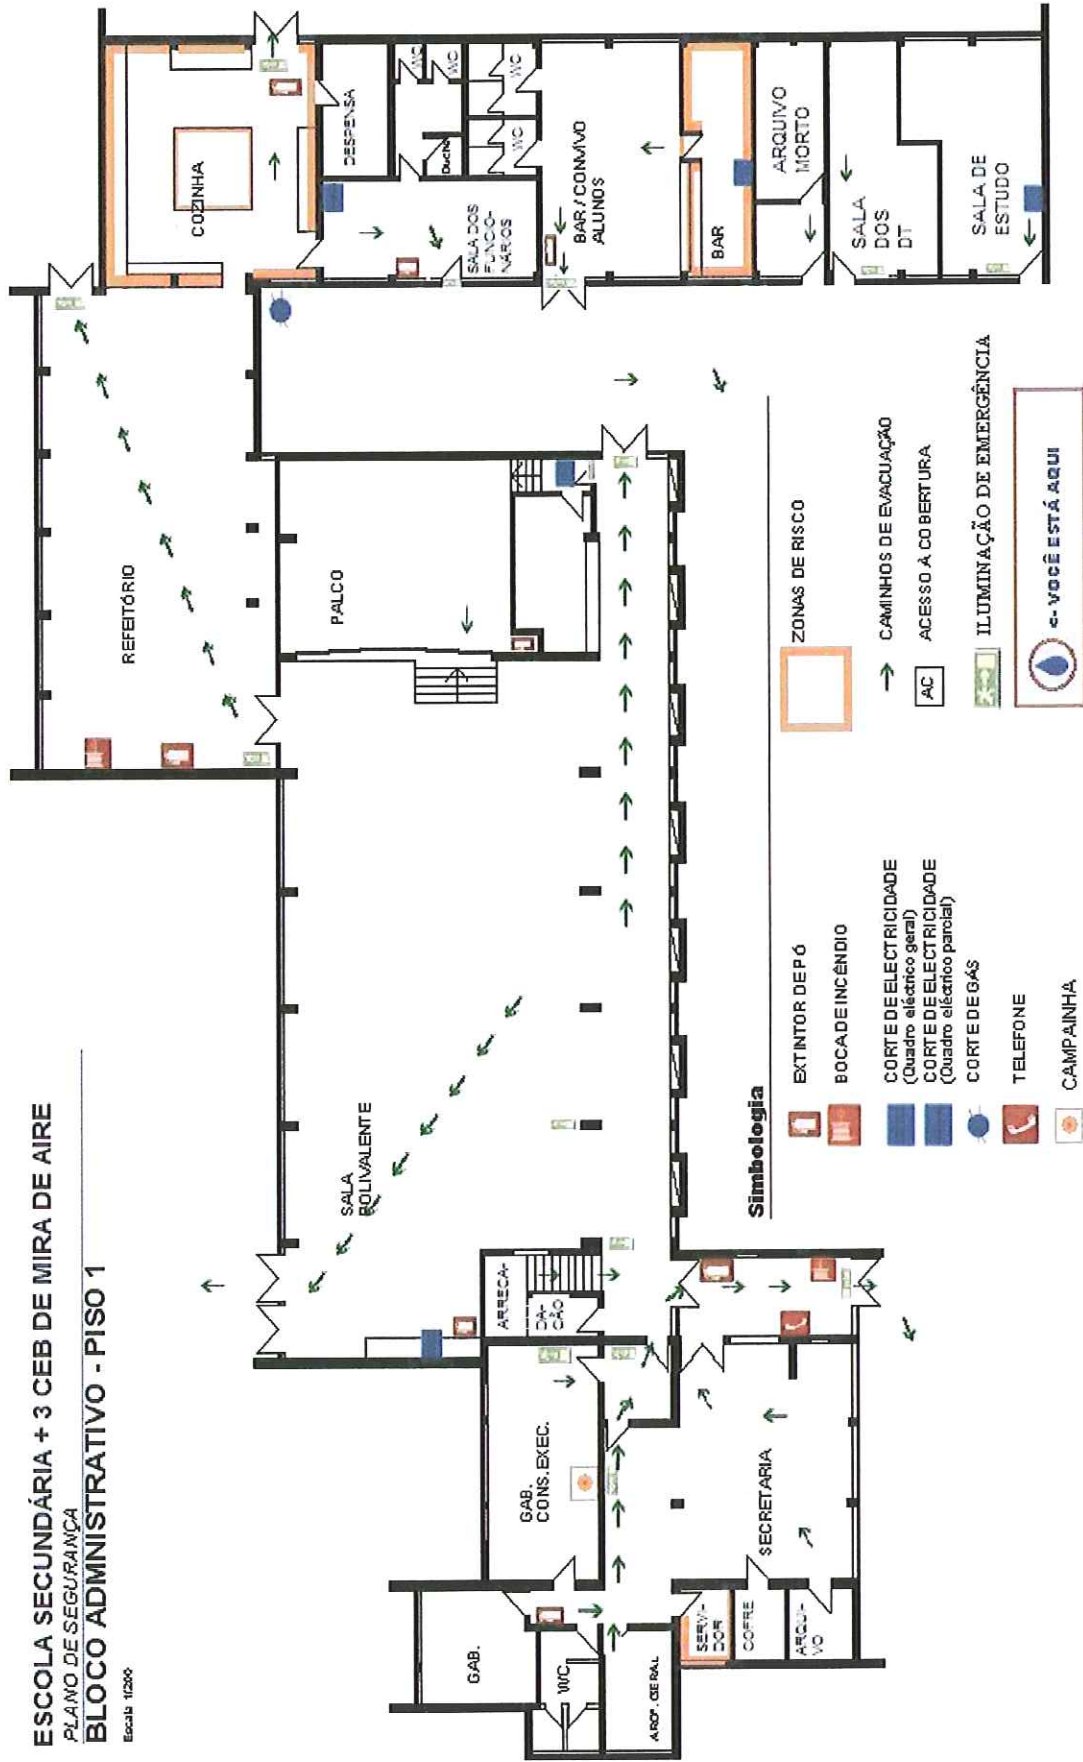 ESCOLA SECUNDÁRIA + 3 CEB DE MIRA DE AIRE
PLANO DE SEGURANÇA
BLOCO ADMNISTRATIVO - PISO 1
Escala 1/200
GAB.
WC
ARQº. GERAL
GAB.
CONS. EXEC.
SERVI-
DOR
COFRE
ARQUI-
VO
SECRETARIA
ARRECA-
DA-
ÇÃO
SALA
POLIVALENTE
PALCO
REFEITÓRIO
COZINHA
DESPENSA
WC
WC
Duche
SALA DOS
FUNCIO-
NÁRIOS
WC
WC
BAR / CONVIVO
ALUNOS
BAR
ARQUIVO
MORTO
SALA
DOS
DT
SALA DE
ESTUDO
Simbologia
EXTINTOR DE PÓ
BOCA DE INCÊNDIO
CORTE DE ELECTRICIDADE
(Quadro eléctrico geral)
CORTE DE ELECTRICIDADE
(Quadro eléctrico parcial)
CORTE DE GÁS
TELEFONE
CAMPAINHA
ZONAS DE RISCO
CAMINHOS DE EVACUAÇÃO
AC
ACESSO À COBERTURA
ILUMINAÇÃO DE EMERGÊNCIA
<- VOCÊ ESTÁ AQUI